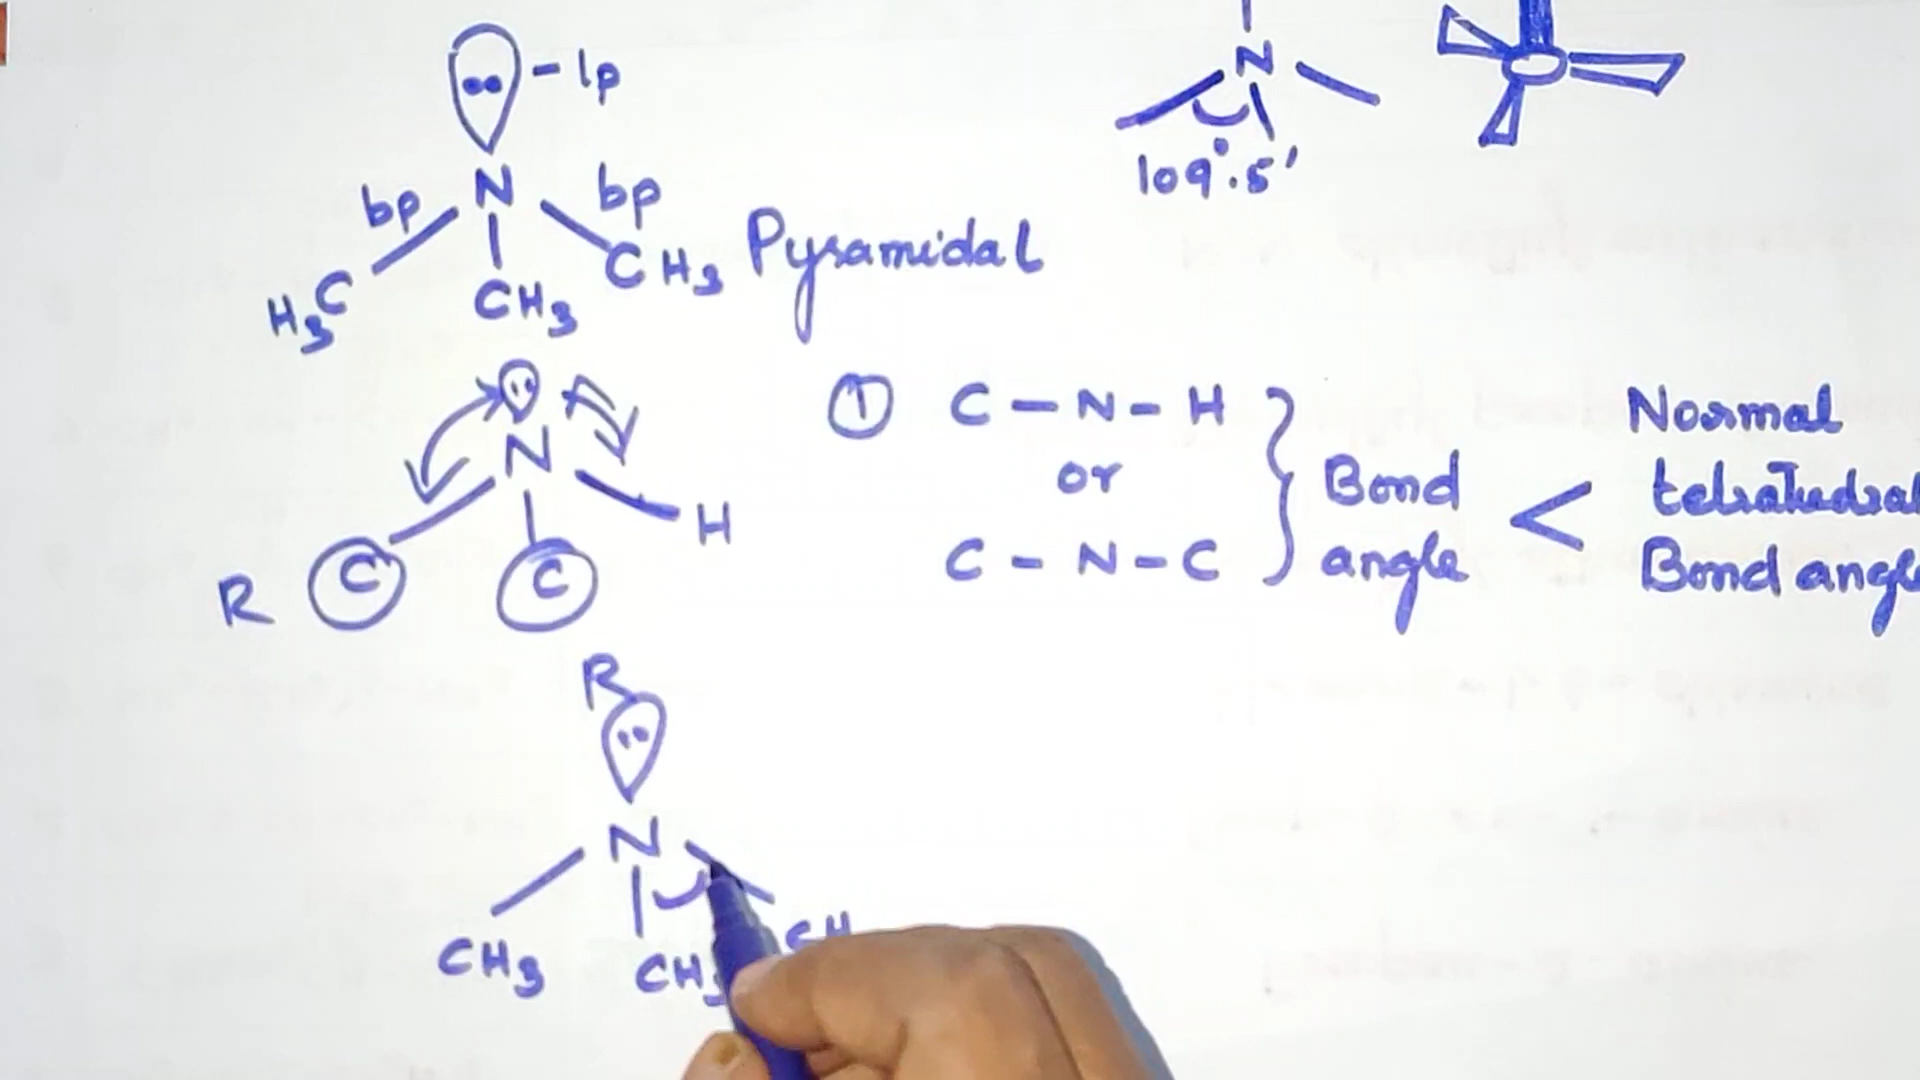 -lp
N
bp N bp
109°.5'
H3C CH3 CH3 Pyramidal
N
H
R C C
① C - N - H
or
C - N - C
Bond angle
<
Normal
tetrahedral
Bond angle
R
N
CH3 CH3 CH